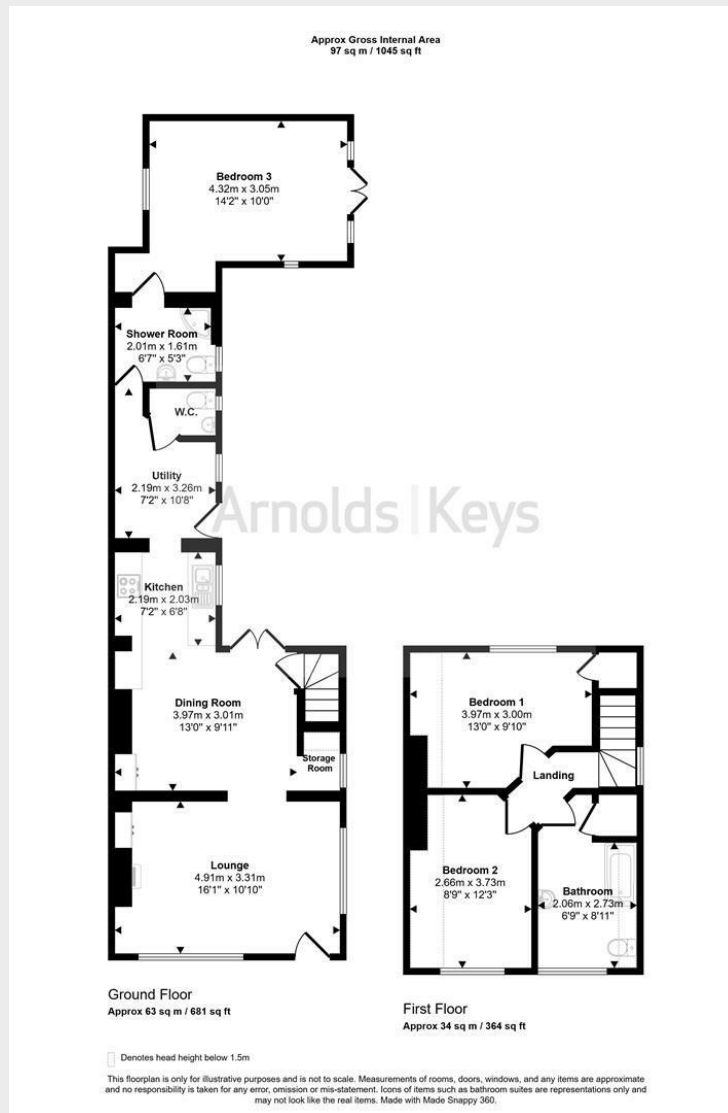 Approx Gross Internal Area
97 sq m / 1045 sq ft
Bedroom 3
4.32m x 3.05m
14'2" x 10'0"
Shower Room
2.01m x 1.61m
6'7" x 5'3"
W.C.
Utility
2.19m x 3.26m
7'2" x 10'8"
Arnolds | Keys
Kitchen
2.19m x 2.03m
7'2" x 6'8"
Dining Room
3.97m x 3.01m
13'0" x 9'11"
Storage
Room
Lounge
4.91m x 3.31m
16'1" x 10'10"
Ground Floor
Approx 63 sq m / 681 sq ft
Bedroom 1
3.97m x 3.00m
13'0" x 9'10"
Landing
Bedroom 2
2.66m x 3.73m
8'9" x 12'3"
Bathroom
2.06m x 2.73m
6'9" x 8'11"
First Floor
Approx 34 sq m / 364 sq ft
Denotes head height below 1.5m
This floorplan is only for illustrative purposes and is not to scale. Measurements of rooms, doors, windows, and any items are approximate
and no responsibility is taken for any error, omission or mis-statement. Icons of items such as bathroom suites are representations only and
may not look like the real items. Made with Made Snappy 360.